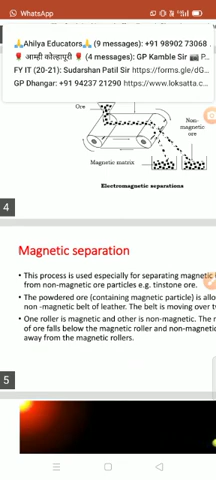 WhatsApp
🙏Ahilya Educators🙏 (9 messages): +91 98902 73068
🌹 आम्ही कोल्हापुरी 🌹 (4 messages): GP Kamble Sir 📷 P...
FY IT (20-21): Sudarshan Patil Sir https://forms.gle/dG...
GP Dhangar: +91 94237 21290 https://www.loksatta.c...
Ore
Non-
magnetic
ore
Magnetic matrix
Electromagnetic separations
4
Magnetic separation
• This process is used especially for separating magnetic
from non-magnetic ore particles e.g. tinstone ore.
• The powdered ore (containing magnetic particle) is allo
non -magnetic belt of leather. The belt is moving over
• One roller is magnetic and other is non-magnetic. The
of ore falls below the magnetic roller and non-magneti
away from the magnetic rollers.
5